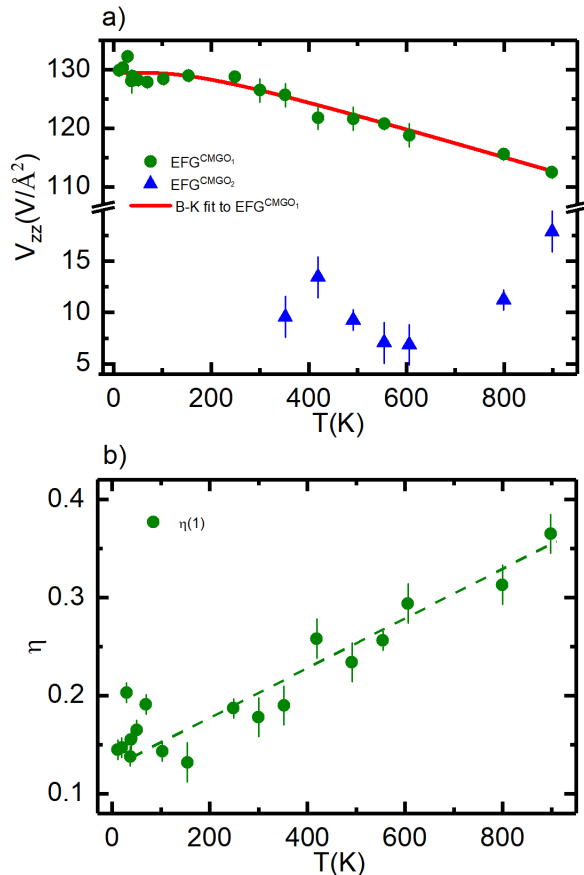 a)
130
120
110
15
10
5
V_zz(V/Å²)
EFG^CMGO₁
EFG^CMGO₂
B-K fit to EFG^CMGO₁
0 200 400 600 800
T(K)
b)
0.4
0.3
0.2
0.1
η
η(1)
0 200 400 600 800
T(K)